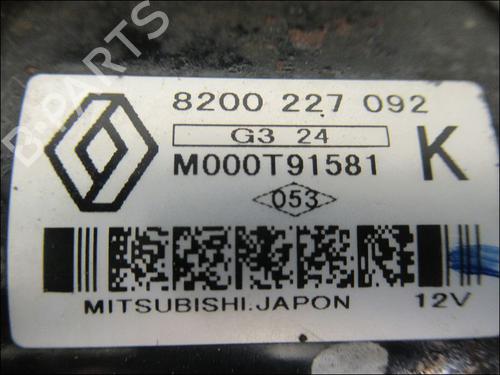 B-PARTS
8200 227 092
G3 24
M000T91581
K
053
MITSUBISHI.JAPON
12V